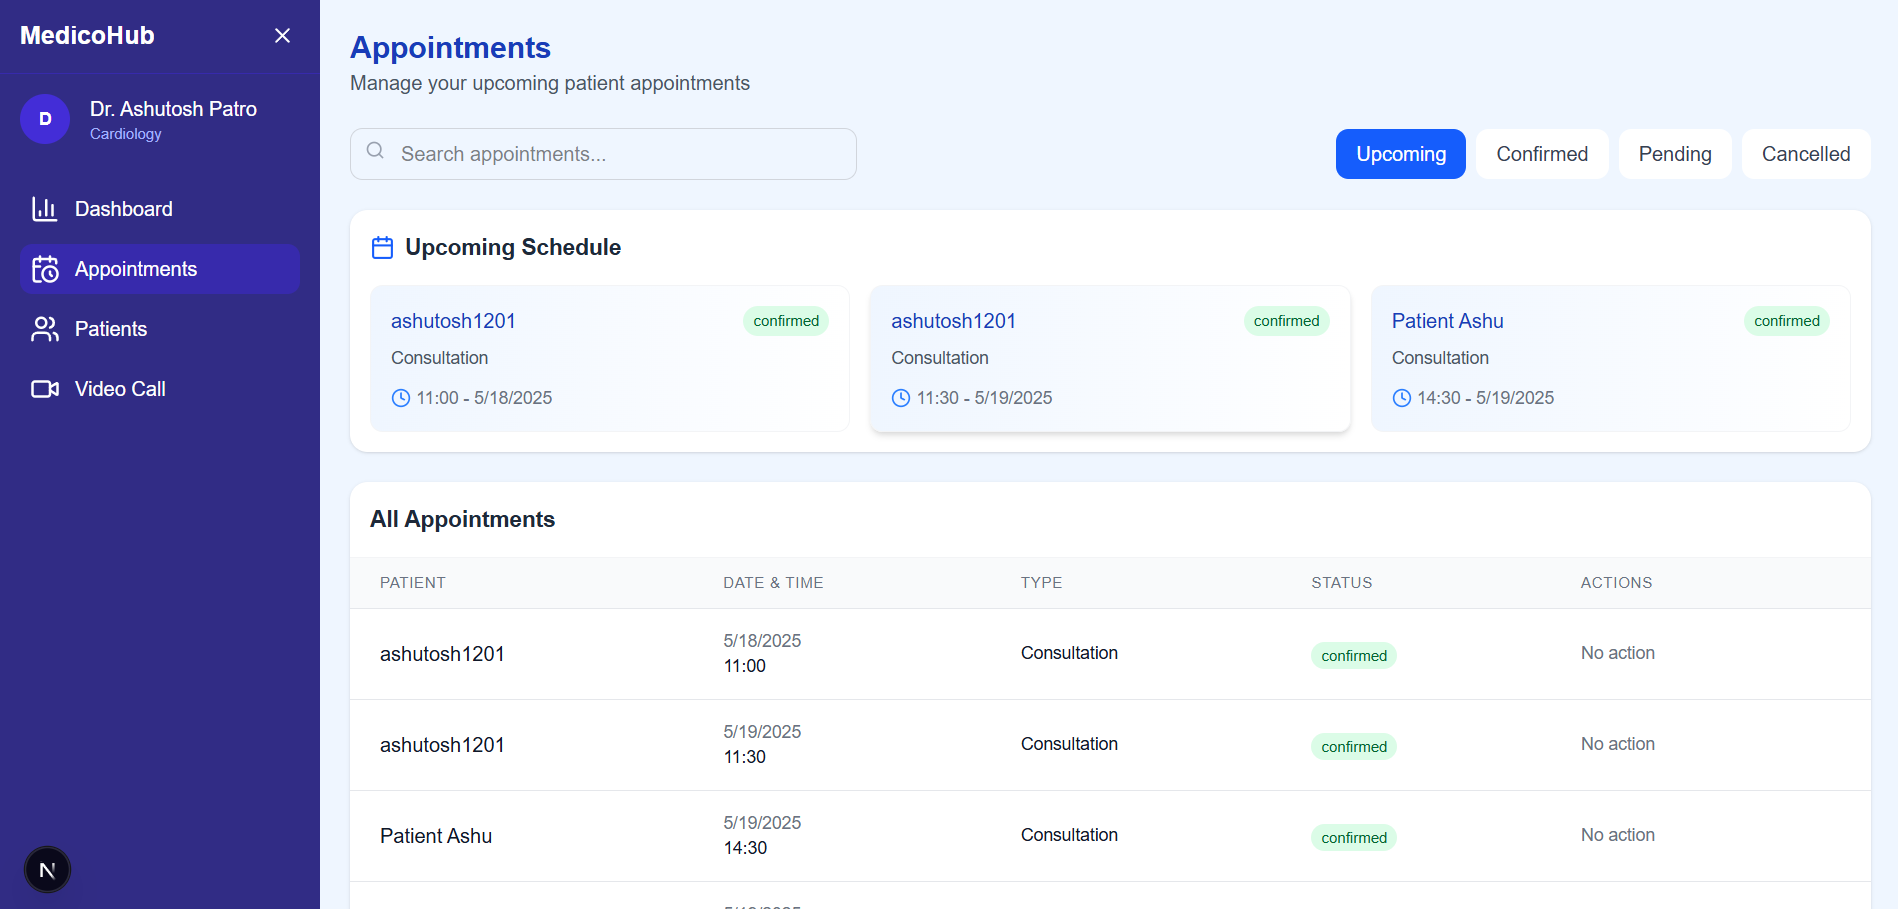 MedicoHub
D
Dr. Ashutosh Patro
Cardiology
Dashboard
Appointments
Patients
Video Call
N
Appointments
Manage your upcoming patient appointments
Search appointments...
Upcoming
Confirmed
Pending
Cancelled
Upcoming Schedule
ashutosh1201
confirmed
Consultation
11:00 - 5/18/2025
ashutosh1201
confirmed
Consultation
11:30 - 5/19/2025
Patient Ashu
confirmed
Consultation
14:30 - 5/19/2025
All Appointments
PATIENT DATE & TIME TYPE STATUS ACTIONS
ashutosh1201
5/18/2025
11:00
Consultation
confirmed
No action
ashutosh1201
5/19/2025
11:30
Consultation
confirmed
No action
Patient Ashu
5/19/2025
14:30
Consultation
confirmed
No action